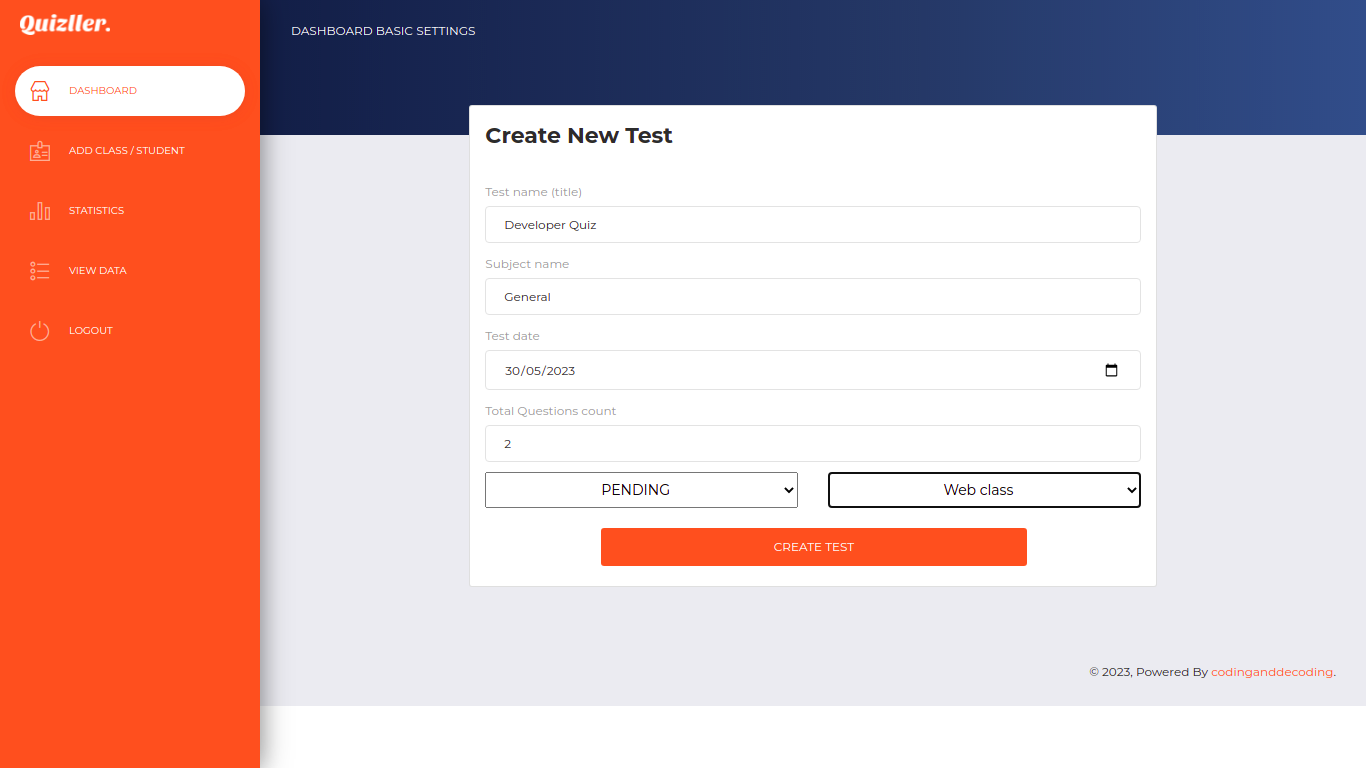 Quizller.
DASHBOARD BASIC SETTINGS
DASHBOARD
ADD CLASS / STUDENT
STATISTICS
VIEW DATA
LOGOUT
Create New Test
Test name (title)
Developer Quiz
Subject name
General
Test date
30/05/2023
Total Questions count
2
PENDING
Web class
CREATE TEST
© 2023, Powered By codinganddecoding.